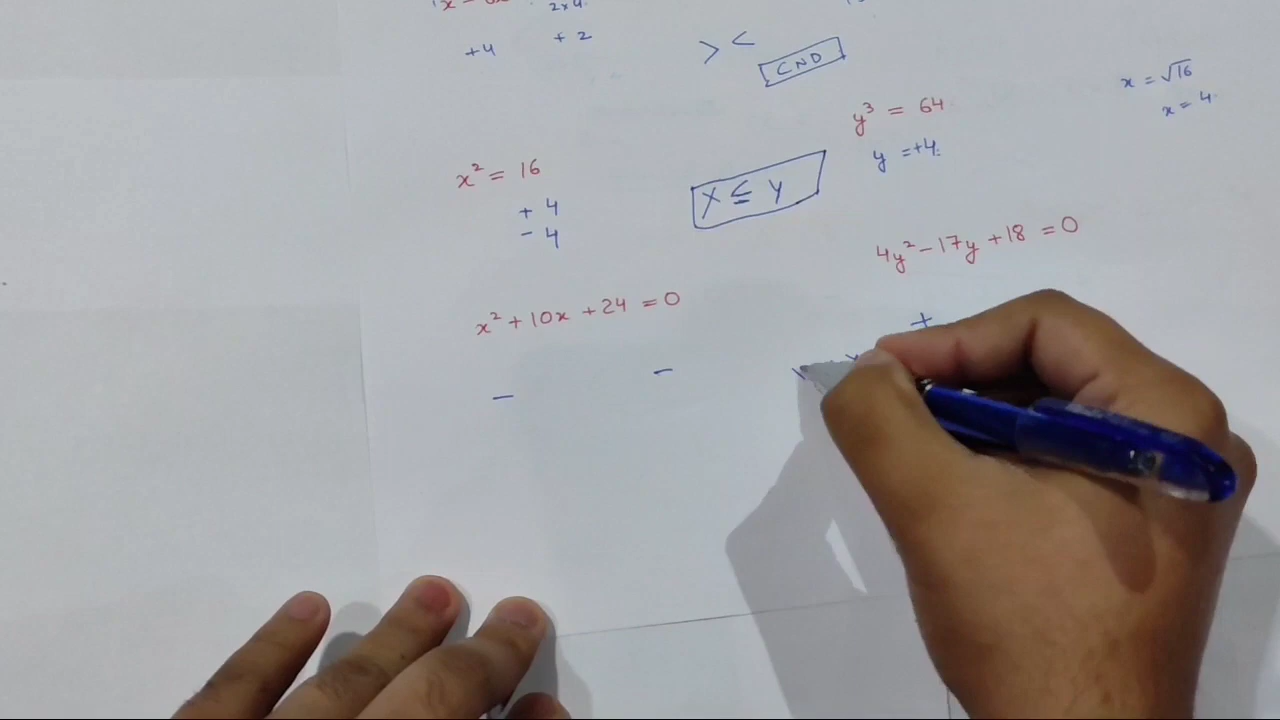 2x4
+4
+ 2
> <
CND
x = √16
x = 4
y³ = 64
y = +4
x² = 16
+ 4
- 4
X ≤ Y
4y² - 17y + 18 = 0
x² + 10x + 24 = 0
+
-
-